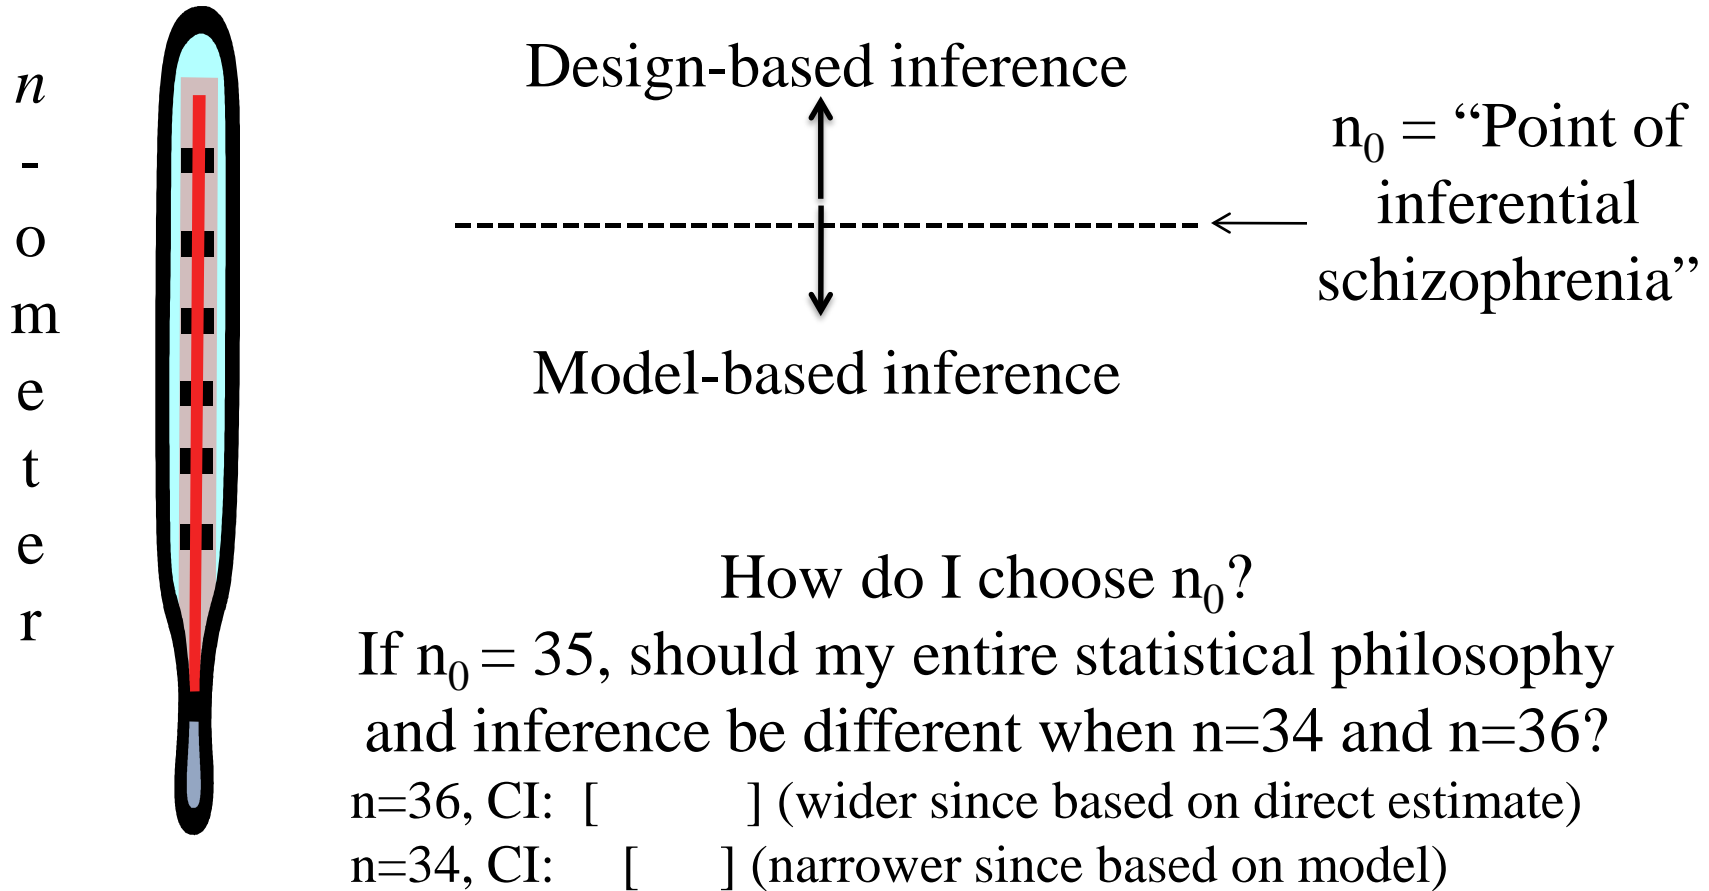 n
-
o
m
e
t
e
r
Design-based inference
n₀ = “Point of
inferential
schizophrenia”
Model-based inference
How do I choose n₀?
If n₀ = 35, should my entire statistical philosophy
and inference be different when n=34 and n=36?
n=36, CI: [ ] (wider since based on direct estimate)
n=34, CI: [ ] (narrower since based on model)